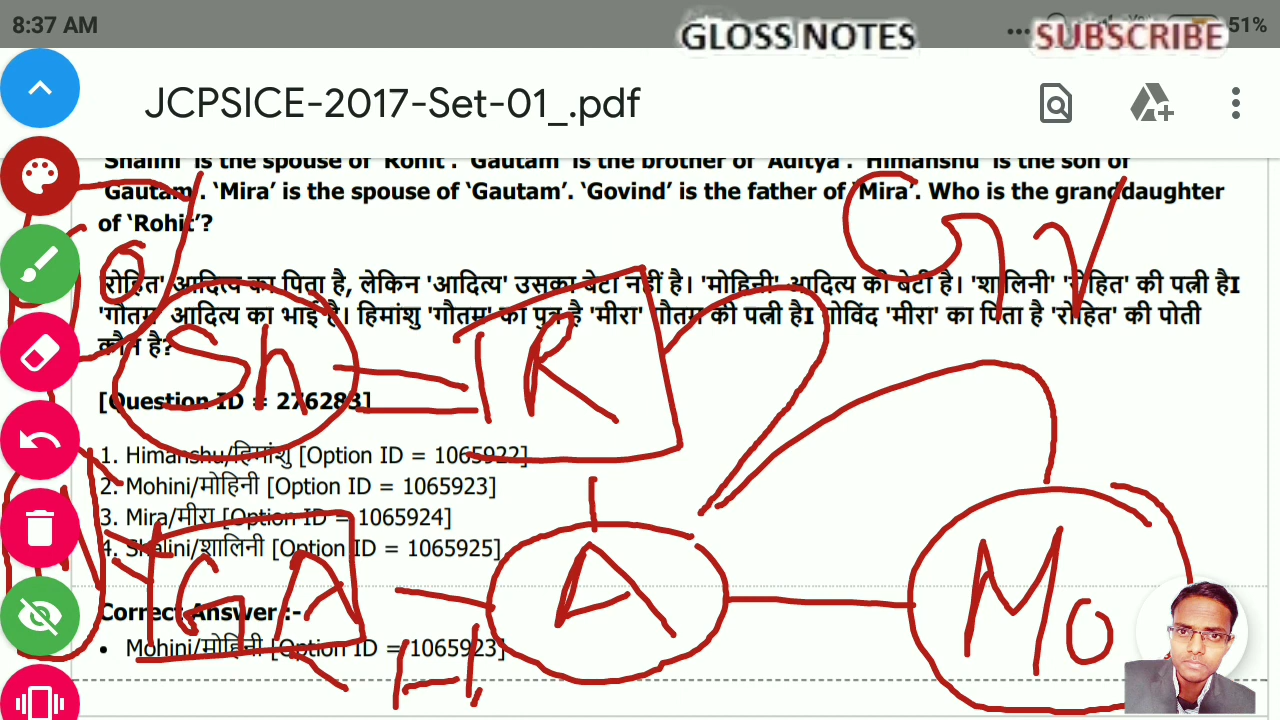 8:37 AM
GLOSS NOTES
SUBSCRIBE
51%
JCPSICE-2017-Set-01_.pdf
'Shalini' is the spouse of 'Rohit'. 'Gautam' is the brother of 'Aditya'. 'Himanshu' is the son of
'Gautam'. 'Mira' is the spouse of 'Gautam'. 'Govind' is the father of 'Mira'. Who is the granddaughter
of 'Rohit'?
'रोहित' आदित्य का पिता है, लेकिन 'आदित्य' उसका बेटा नहीं है। 'मोहिनी' आदित्य की बेटी है। 'शालिनी' 'रोहित' की पत्नी हैI
'गौतम' आदित्य का भाई है। हिमांशु 'गौतम' का पुत्र है 'मीरा' गौतम की पत्नी हैI गोविंद 'मीरा' का पिता है 'रोहित' की पोती
कौन है?
[Question ID = 276283]
1. Himanshu/हिमांशु [Option ID = 1065922]
2. Mohini/मोहिनी [Option ID = 1065923]
3. Mira/मीरा [Option ID = 1065924]
4. Shalini/शालिनी [Option ID = 1065925]
Correct Answer :-
• Mohini/मोहिनी [Option ID = 1065923]
Sh
R
GA
A
Mo